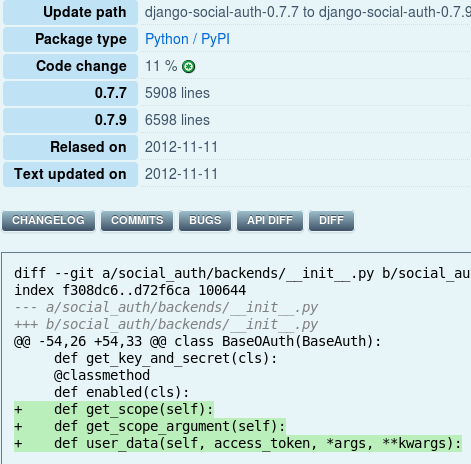 Update path django-social-auth-0.7.7 to django-social-auth-0.7.9
Package type Python / PyPI
Code change 11 %
0.7.7 5908 lines
0.7.9 6598 lines
Relased on 2012-11-11
Text updated on 2012-11-11
CHANGELOG COMMITS BUGS API DIFF DIFF
diff --git a/social_auth/backends/__init__.py b/social_au
index f308dc6..d72f6ca 100644
--- a/social_auth/backends/__init__.py
+++ b/social_auth/backends/__init__.py
@@ -54,26 +54,33 @@ class BaseOAuth(BaseAuth):
     def get_key_and_secret(cls):
     @classmethod
     def enabled(cls):
+    def get_scope(self):
+    def get_scope_argument(self):
+    def user_data(self, access_token, *args, **kwargs):